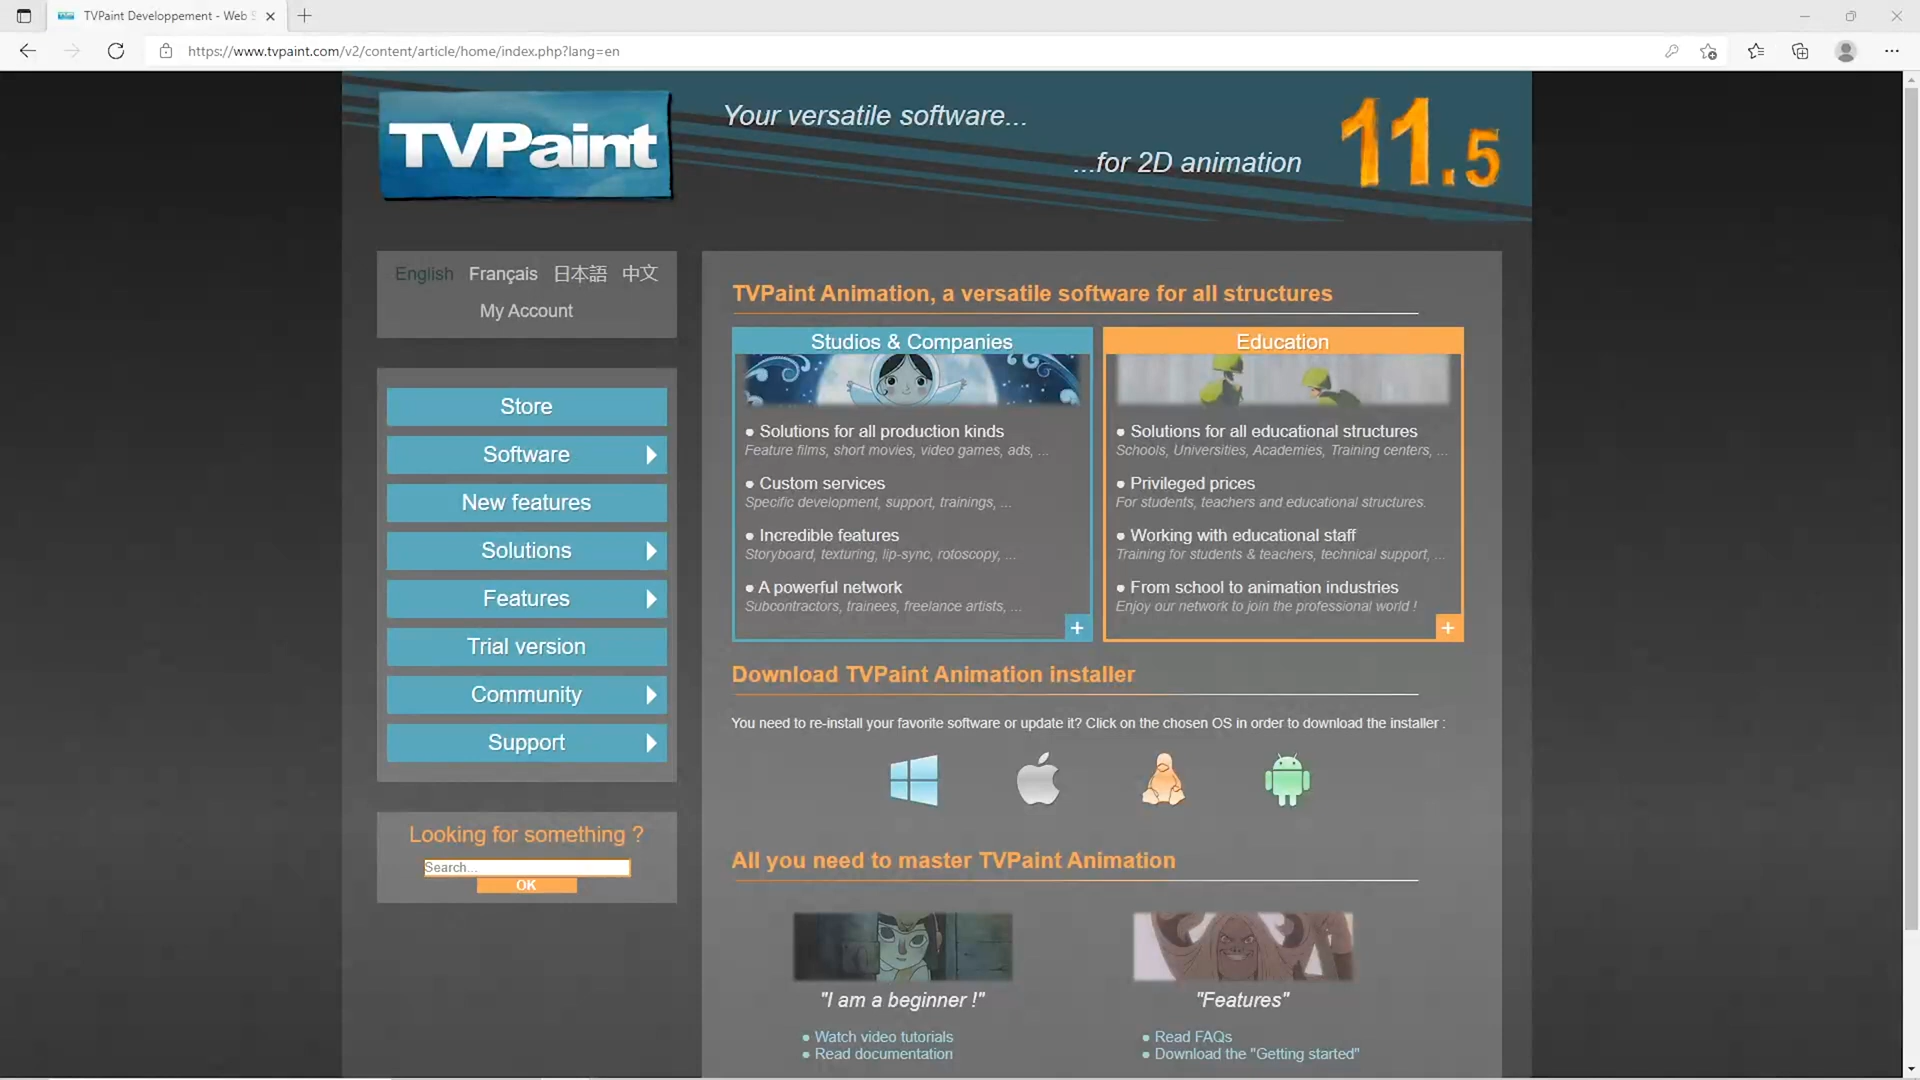 TVPaint Developpement - Web S
https://www.tvpaint.com/v2/content/article/home/index.php?lang=en
TVPaint
Your versatile software...
...for 2D animation
11.5
English Français 日本語 中文
My Account
Store
Software
New features
Solutions
Features
Trial version
Community
Support
Looking for something ?
Search...
OK
TVPaint Animation, a versatile software for all structures
Studios & Companies
● Solutions for all production kinds
Feature films, short movies, video games, ads, ...
● Custom services
Specific development, support, trainings, ...
● Incredible features
Storyboard, texturing, lip-sync, rotoscopy, ...
● A powerful network
Subcontractors, trainees, freelance artists, ...
+
Education
● Solutions for all educational structures
Schools, Universities, Academies, Training centers, ...
● Privileged prices
For students, teachers and educational structures.
● Working with educational staff
Training for students & teachers, technical support, ...
● From school to animation industries
Enjoy our network to join the professional world !
+
Download TVPaint Animation installer
You need to re-install your favorite software or update it? Click on the chosen OS in order to download the installer :
All you need to master TVPaint Animation
"I am a beginner !"
● Watch video tutorials
● Read documentation
"Features"
● Read FAQs
● Download the "Getting started"